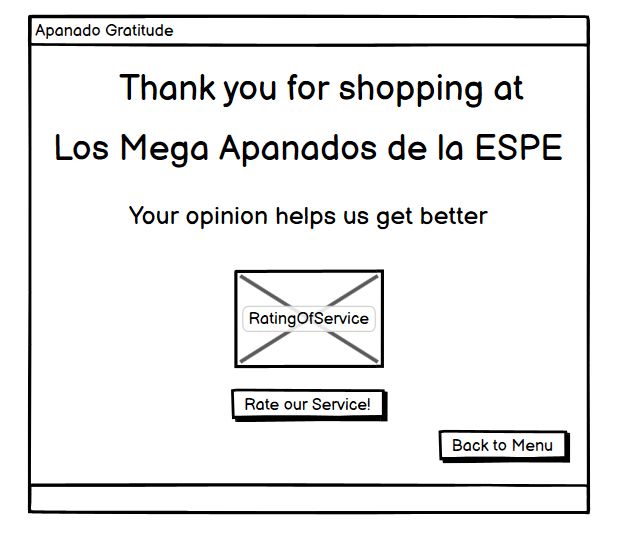 Apanado Gratitude
Thank you for shopping at
Los Mega Apanados de la ESPE
Your opinion helps us get better
RatingOfService
Rate our Service!
Back to Menu